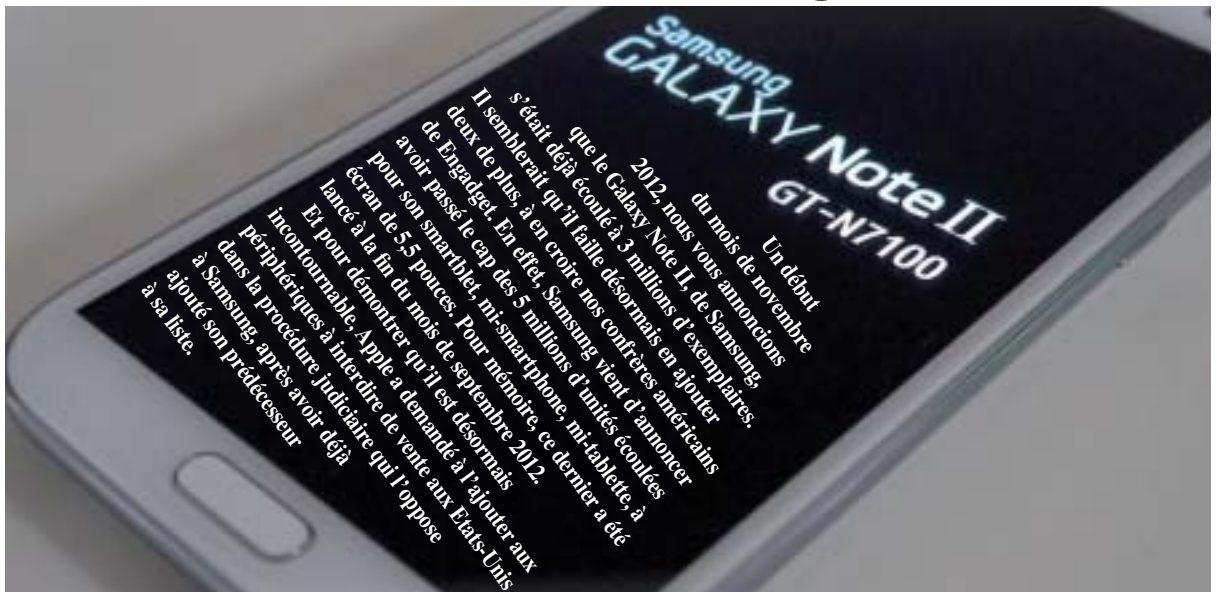 Samsung
GALAXY Note II
GT-N7100
Un début
du mois de novembre
2012, nous vous annoncions
que le Galaxy Note II, de Samsung,
s’était déjà écoulé à 3 millions d’exemplaires.
Il semblerait qu’il faille désormais en ajouter
deux de plus, à en croire nos confrères américains
de Engadget. En effet, Samsung vient d’annoncer
avoir passé le cap des 5 millions d’unités écoulées
pour son smartblet, mi-smartphone, mi-tablette, à
écran de 5,5 pouces. Pour mémoire, ce dernier a été
lancé à la fin du mois de septembre 2012.
Et pour démontrer qu’il est désormais
incontournable, Apple a demandé à l’ajouter aux
périphériques à interdire de vente aux Etats-Unis
dans la procédure judiciaire qui l’oppose
à Samsung, après avoir déjà
ajouté son prédécesseur
à sa liste.